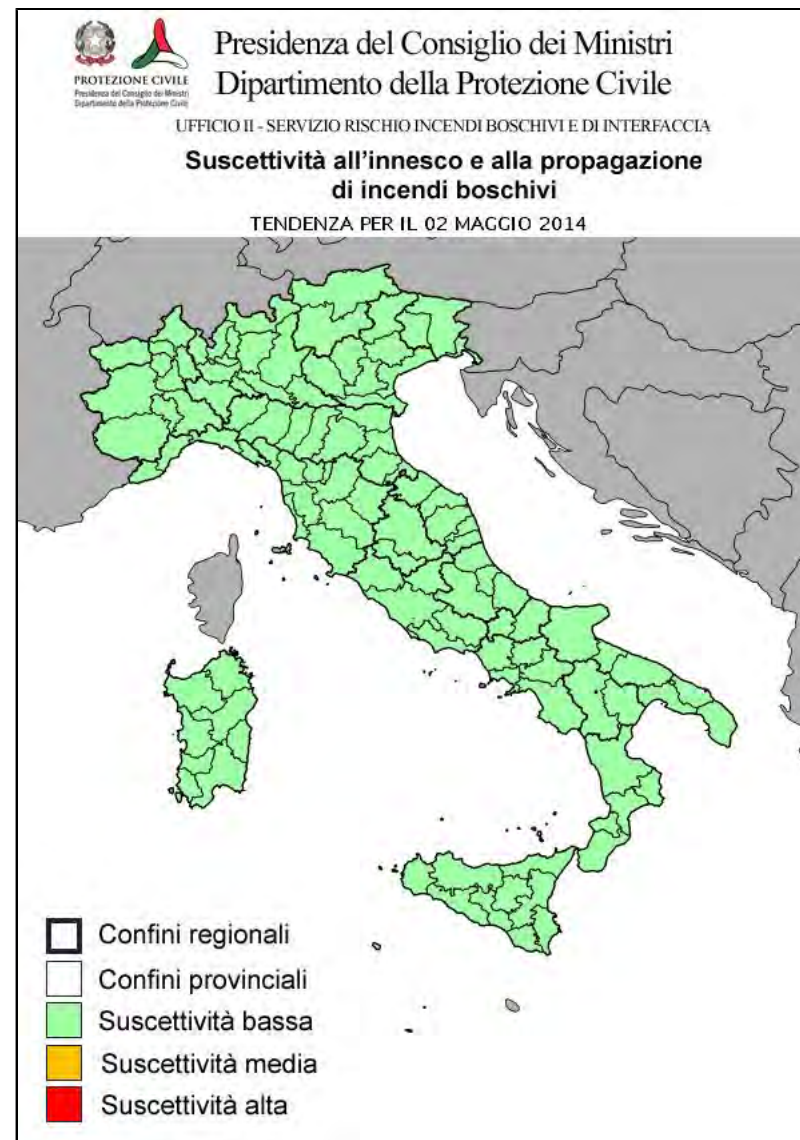 PROTEZIONE CIVILE
Presidenza del Consiglio dei Ministri
Dipartimento della Protezione Civile
Presidenza del Consiglio dei Ministri
Dipartimento della Protezione Civile
UFFICIO II - SERVIZIO RISCHIO INCENDI BOSCHIVI E DI INTERFACCIA
Suscettività all'innesco e alla propagazione
di incendi boschivi
TENDENZA PER IL 02 MAGGIO 2014
Confini regionali
Confini provinciali
Suscettività bassa
Suscettività media
Suscettività alta